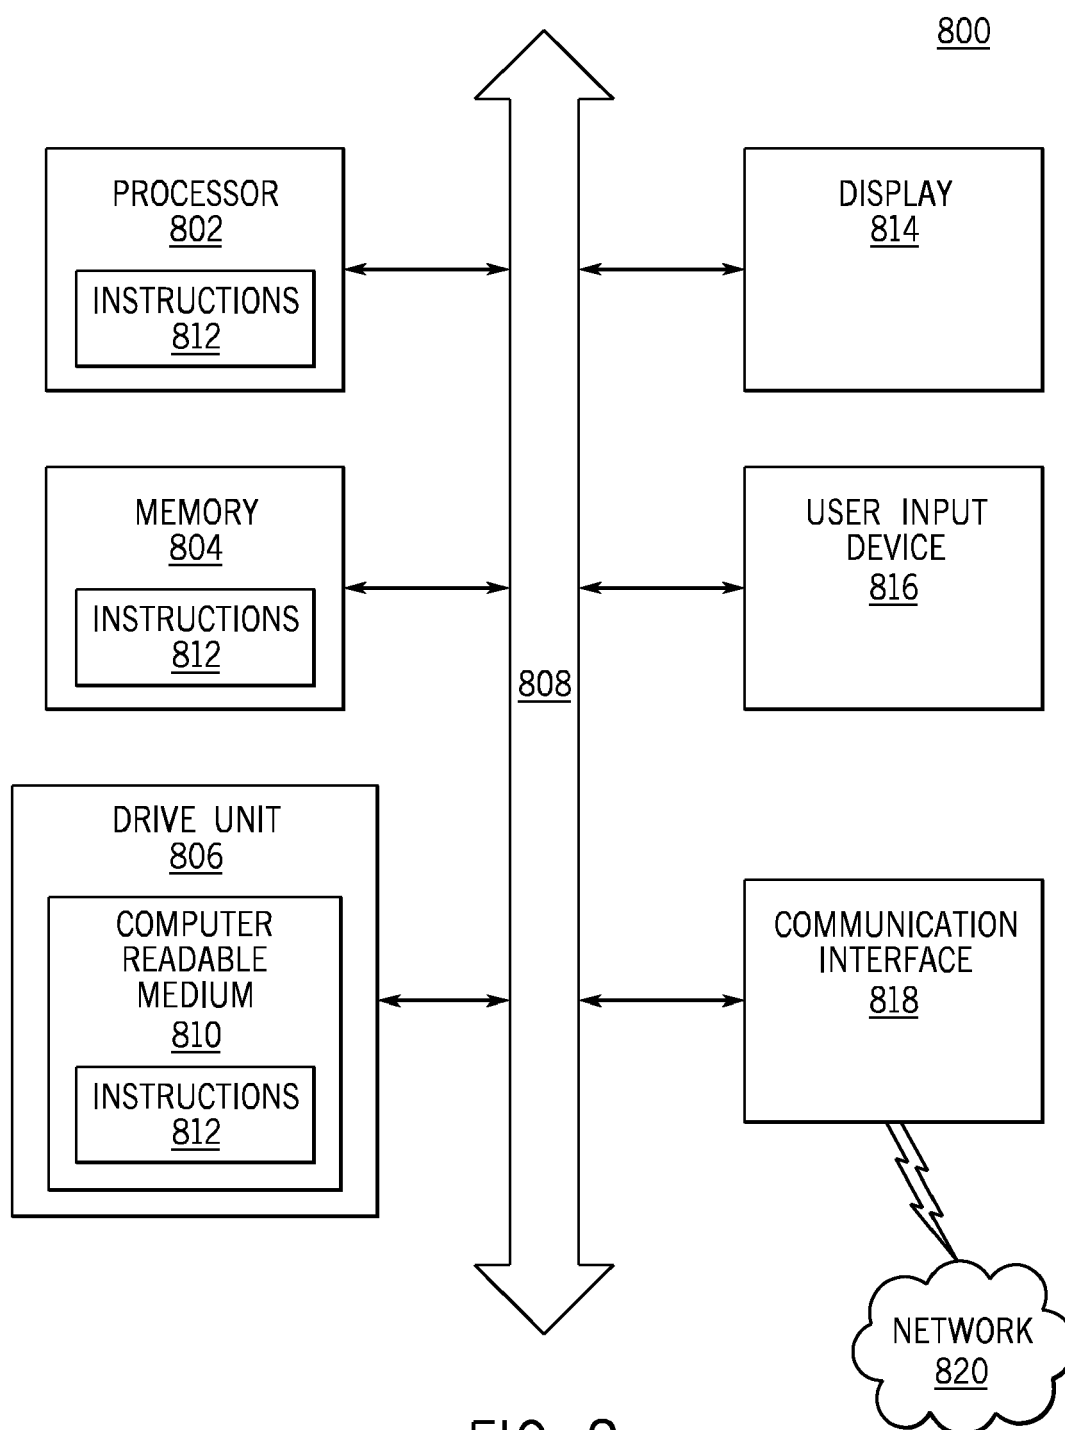 800
PROCESSOR
802
INSTRUCTIONS
812
DISPLAY
814
MEMORY
804
INSTRUCTIONS
812
USER INPUT
DEVICE
816
808
DRIVE UNIT
806
COMPUTER
READABLE
MEDIUM
810
INSTRUCTIONS
812
COMMUNICATION
INTERFACE
818
NETWORK
820
FIG.